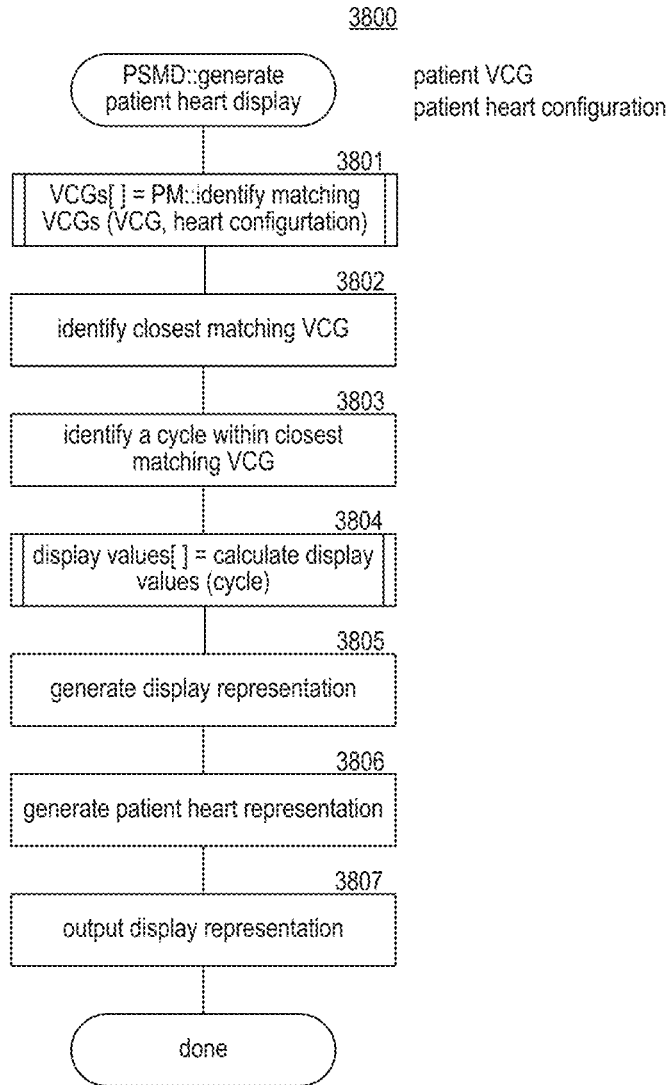 3800
PSMD::generate
patient heart display
patient VCG
patient heart configuration
3801
VCGs[ ] = PM::identify matching
VCGs (VCG, heart configurtation)
3802
identify closest matching VCG
3803
identify a cycle within closest
matching VCG
3804
display values[ ] = calculate display
values (cycle)
3805
generate display representation
3806
generate patient heart representation
3807
output display representation
done